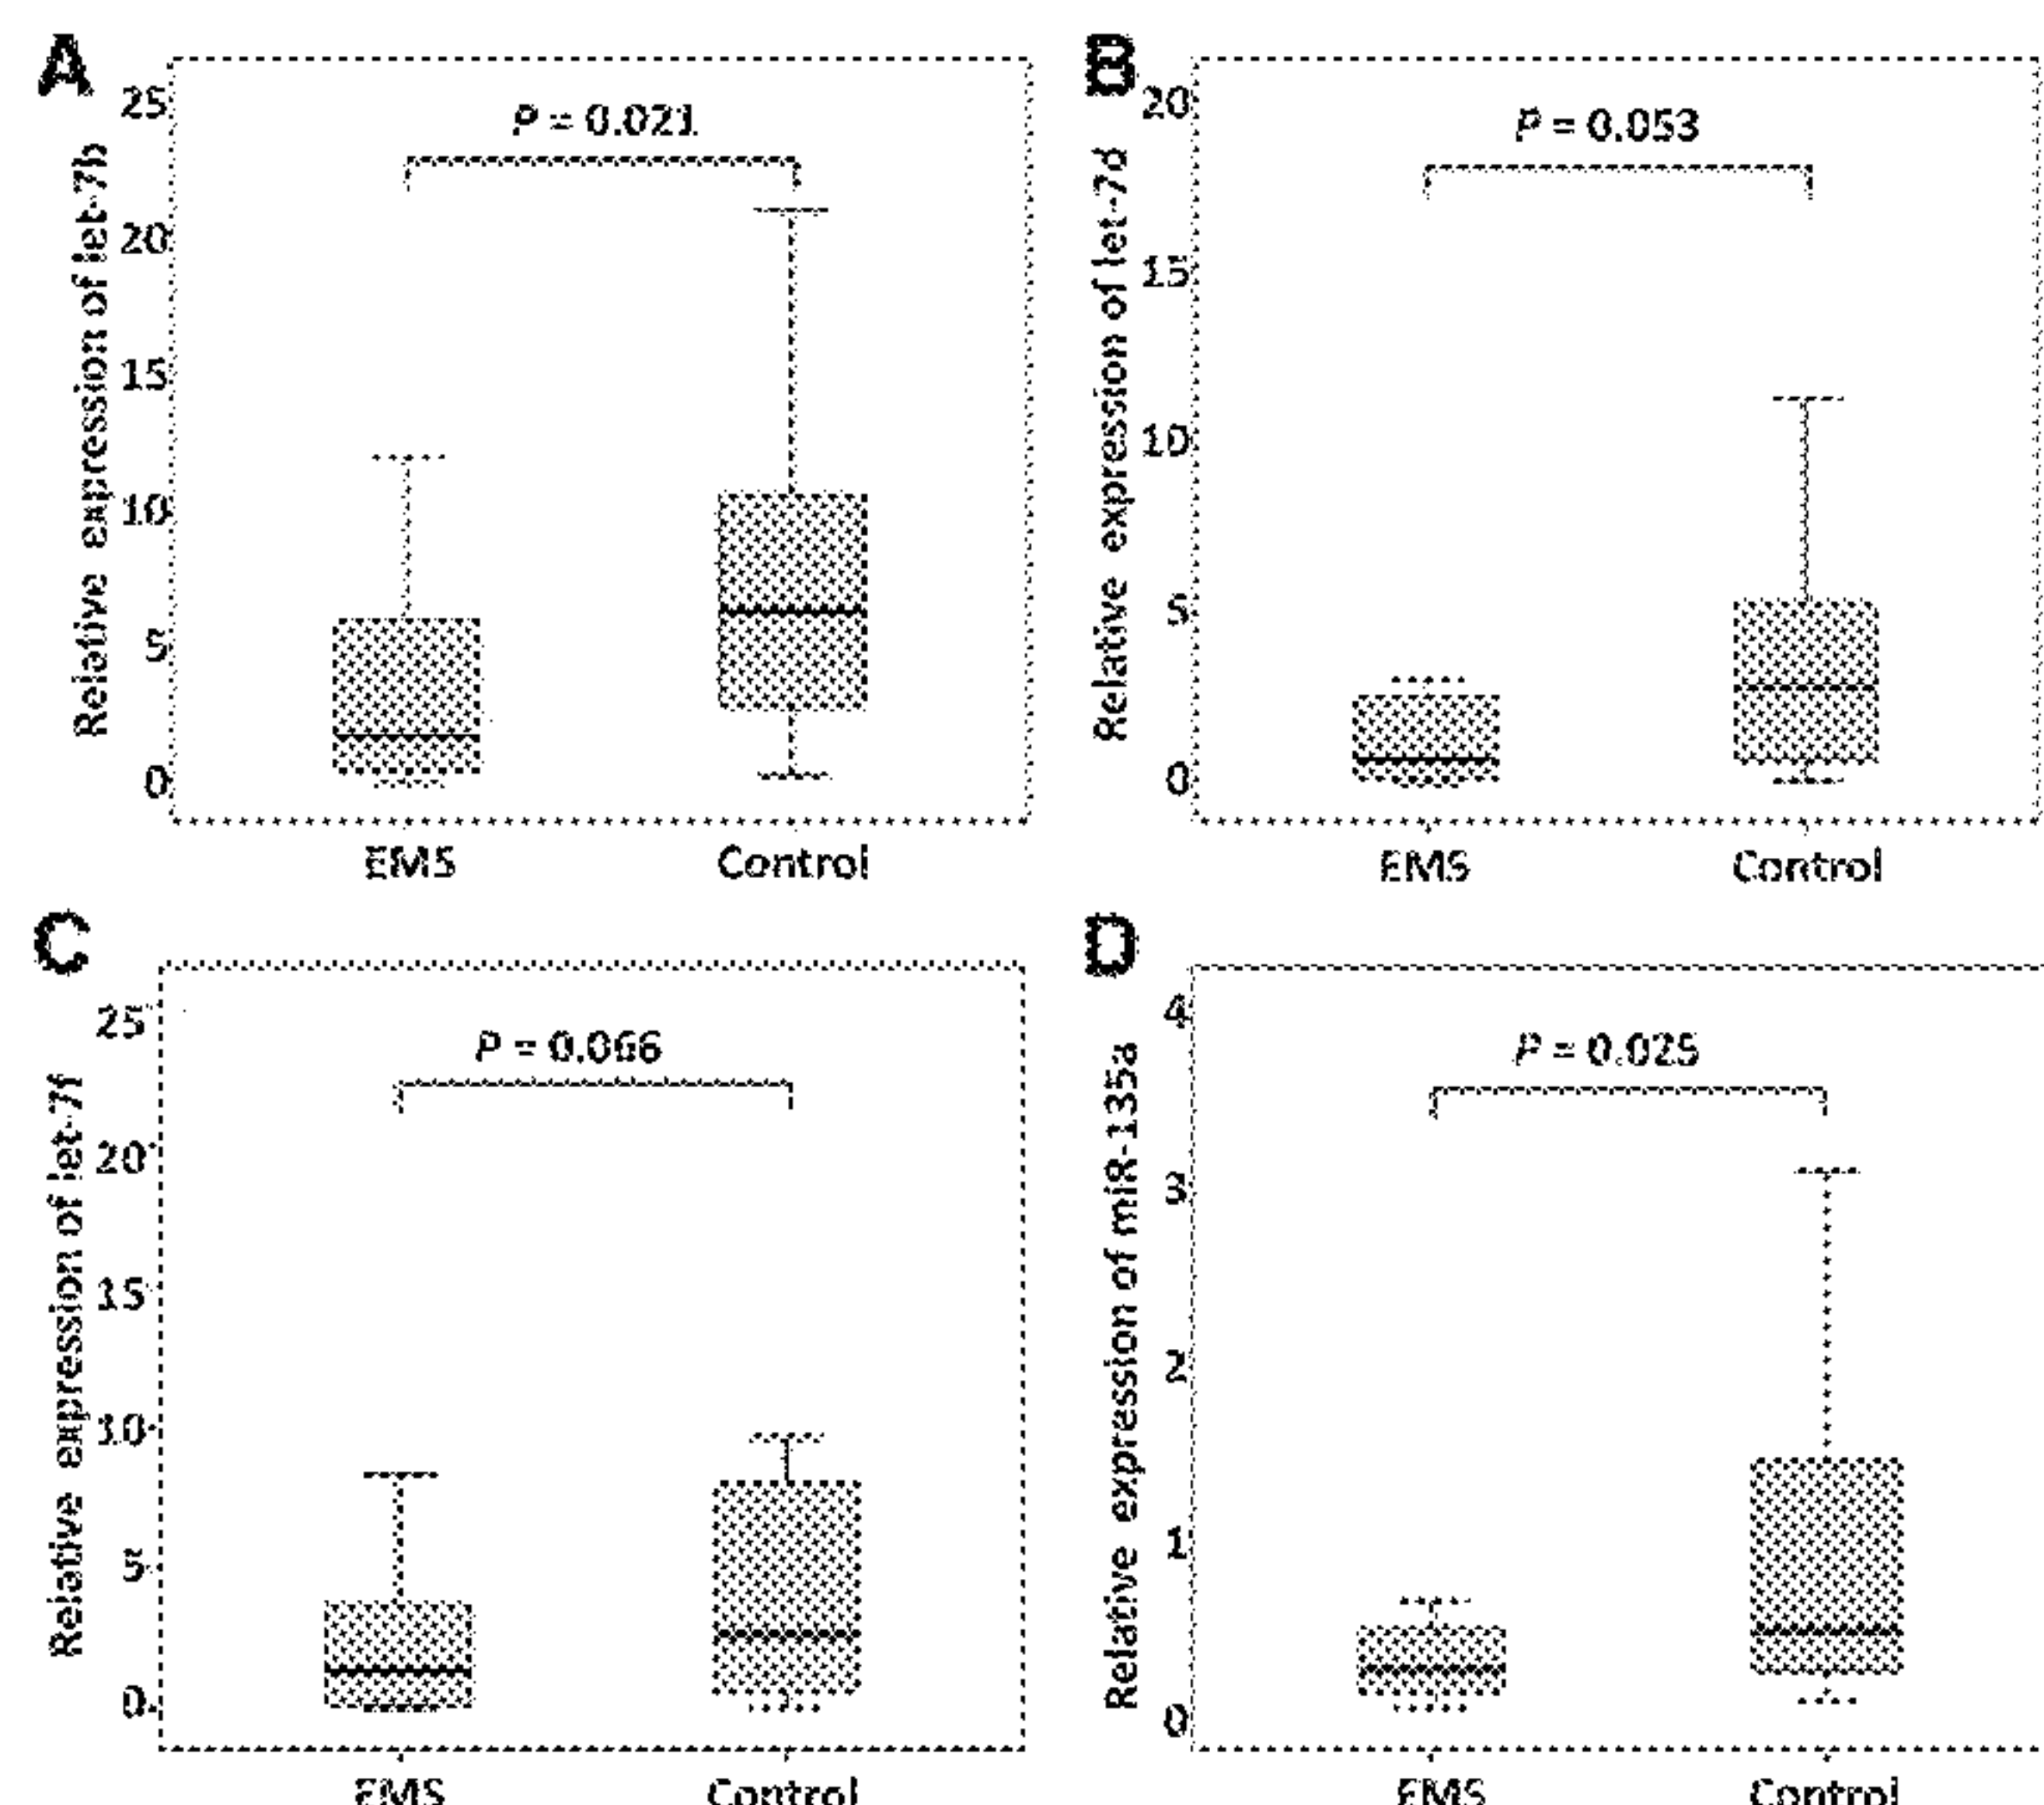 A
Relative expression of let-7b
25
20
15
10
5
0
P = 0.021
EMS
Control
B
Relative expression of let-7d
20
15
10
5
0
P = 0.053
EMS
Control
C
Relative expression of let-7f
25
20
15
10
5
0
P = 0.066
EMS
Control
D
Relative expression of miR-135a
4
3
2
1
0
P = 0.025
EMS
Control